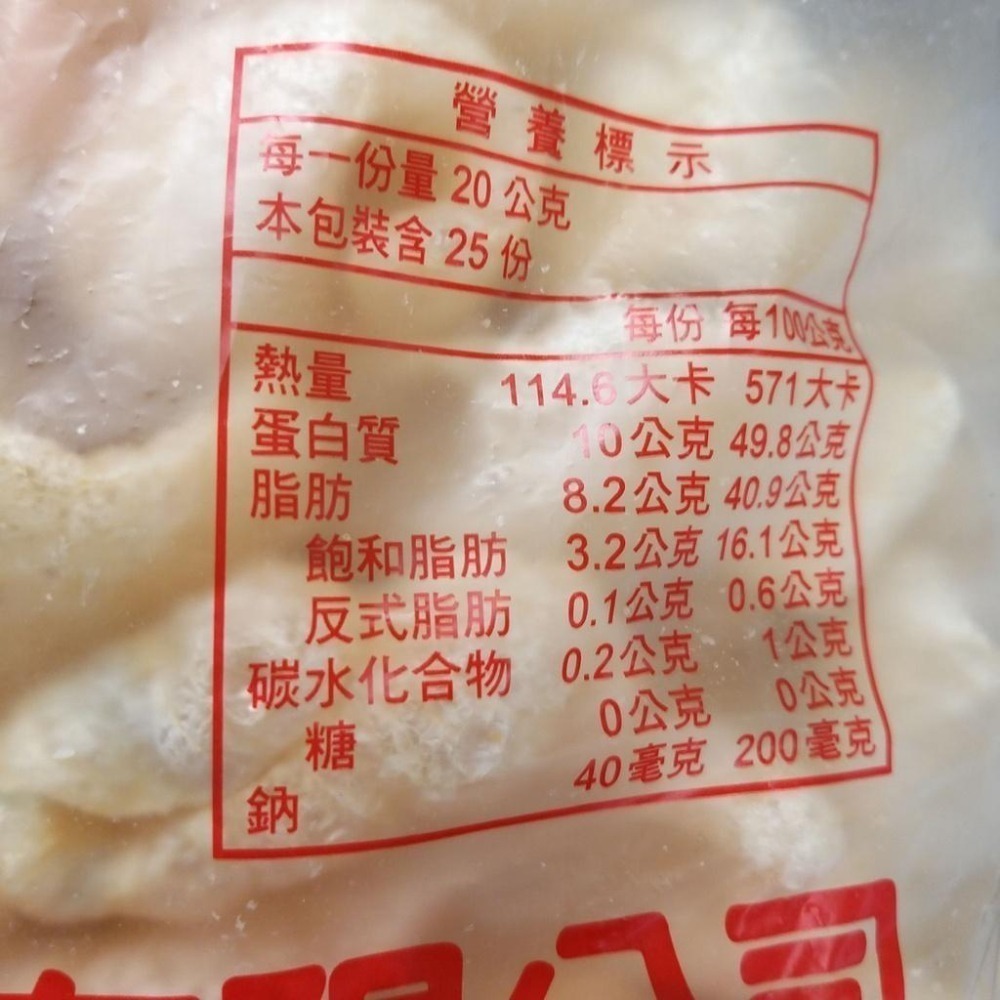 營養標示
每一份量 20 公克
本包裝含 25 份
每份 每100公克
熱量 114.6大卡 571大卡
蛋白質 10公克 49.8公克
脂肪 8.2公克 40.9公克
飽和脂肪 3.2公克 16.1公克
反式脂肪 0.1公克 0.6公克
碳水化合物 0.2公克 1公克
糖 0公克 0公克
鈉 40毫克 200毫克
有限公司